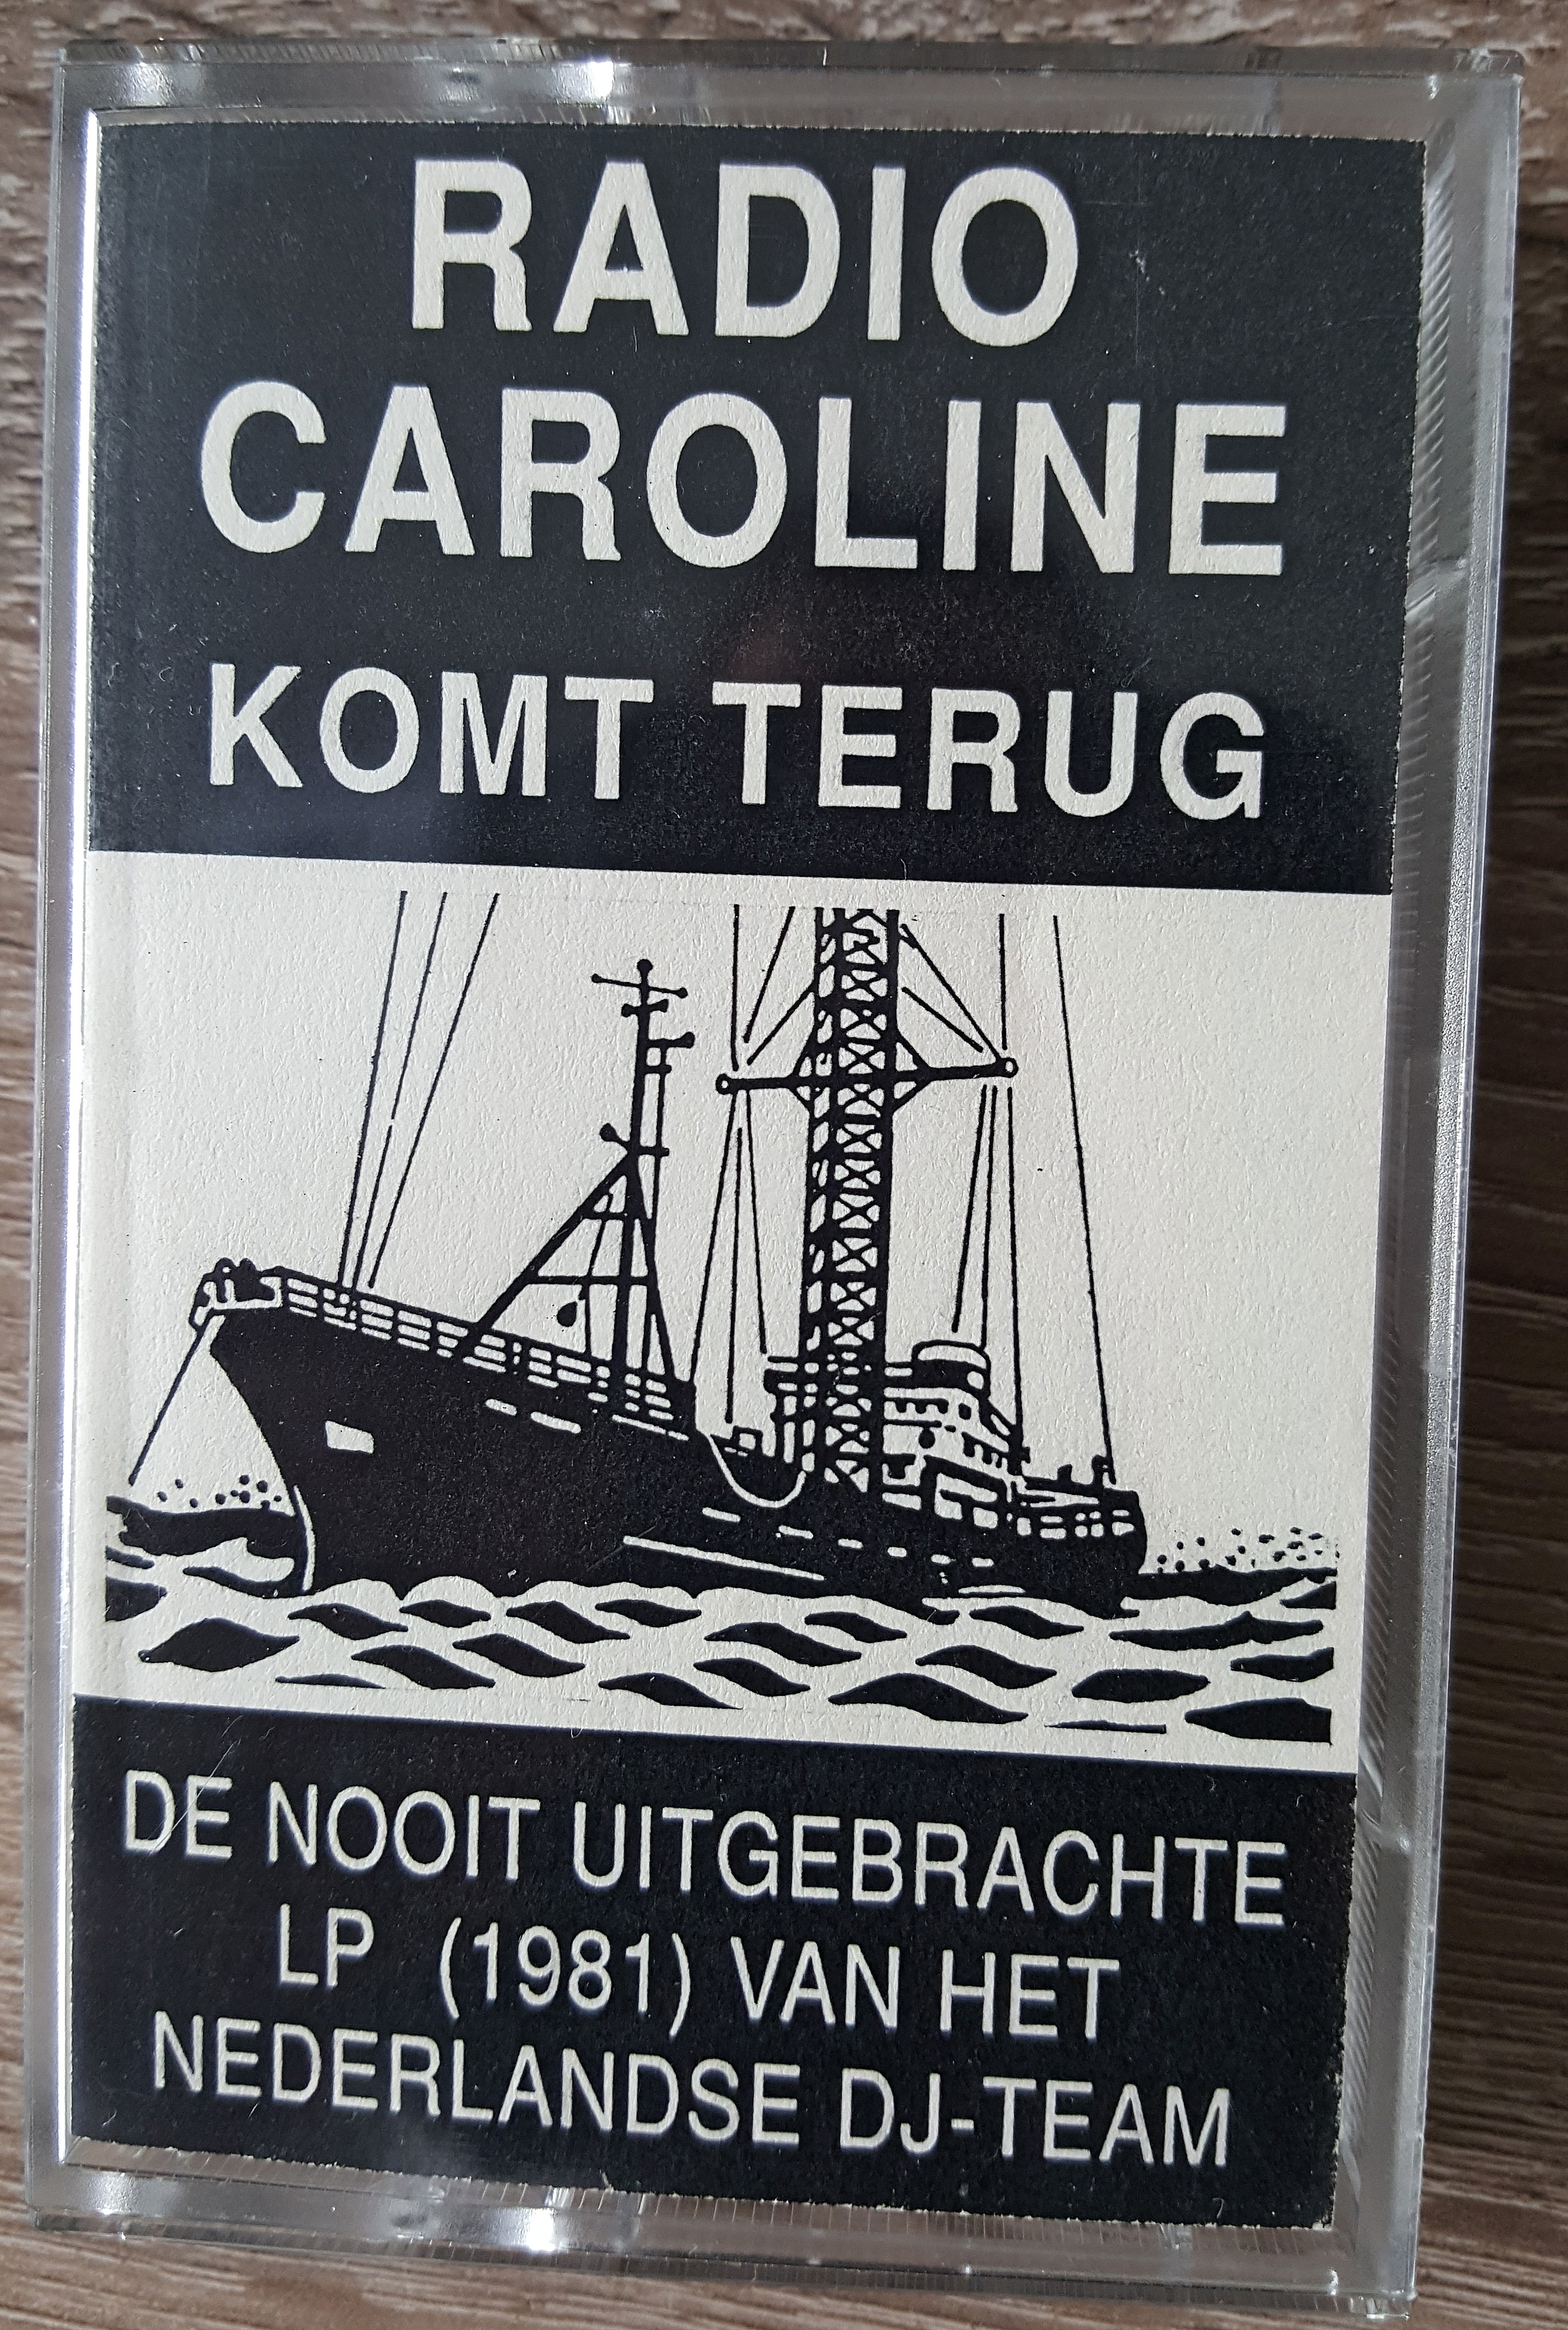 RADIO
CAROLINE
KOMT TERUG
DE NOOIT UITGEBRACHTE
LP (1981) VAN HET
NEDERLANDSE DJ-TEAM